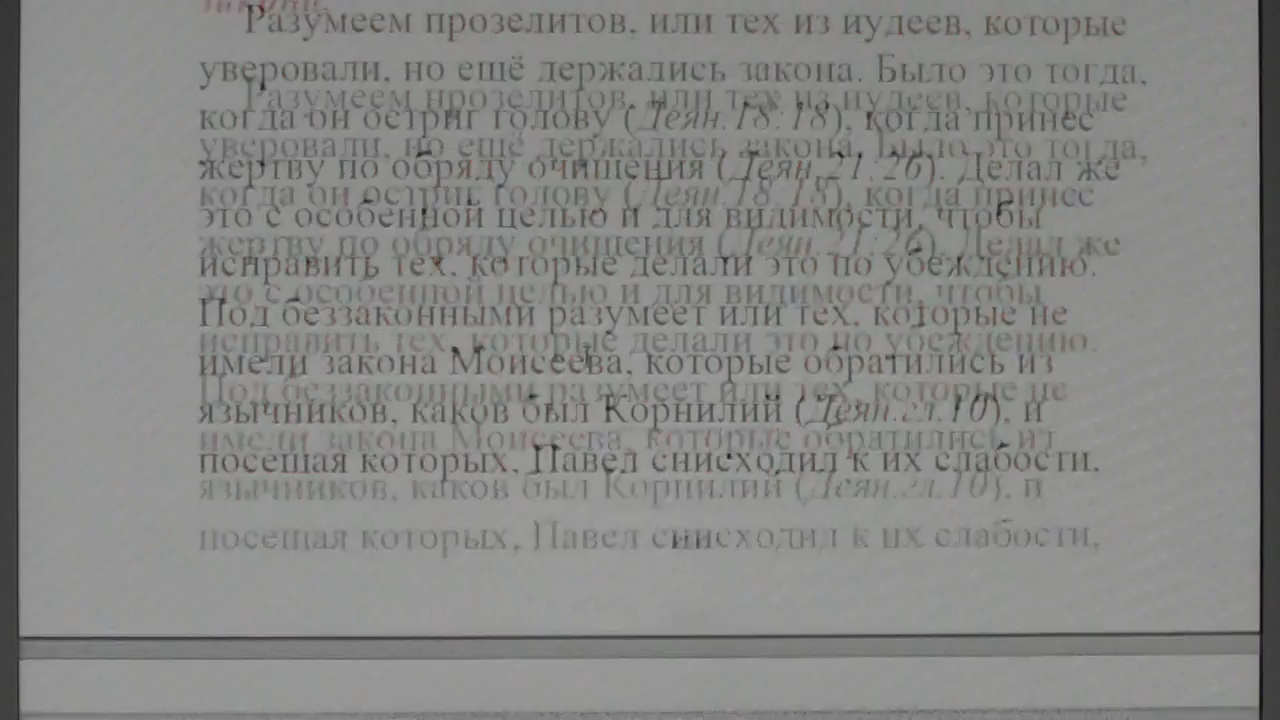 Разумеем прозелитов, или тех из иудеев, которые
уверовали, но ещё держались закона. Было это тогда,
когда он остриг голову (Деян.18:18), когда принёс
жертву по обряду очищения (Деян.21:26). Делал же
это с особенной целью и для видимости, чтобы
исправить тех, которые делали это по убеждению.
Под беззаконными разумеет или тех, которые не
имели закона Моисеева, которые обратились из
язычников, каков был Корнилий (Деян.гл.10), и
посещая которых, Павел снисходил к их слабости,